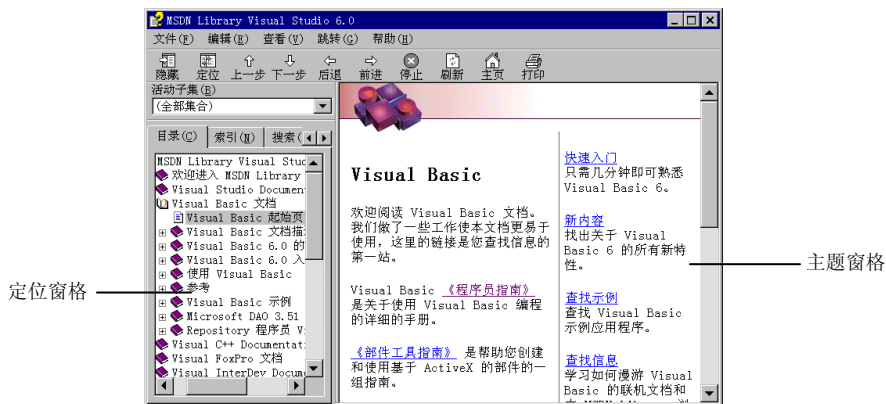 MSDN Library Visual Studio 6.0
文件(F) 编辑(E) 查看(V) 跳转(G) 帮助(H)
隐藏 定位 上一步 下一步 后退 前进 停止 刷新 主页 打印
活动子集(B)
(全部集合)
目录(C) 索引(N) 搜索(
MSDN Library Visual Stud
欢迎进入 MSDN Library
Visual Studio Documen
Visual Basic 文档
Visual Basic 起始页
Visual Basic 文档描
Visual Basic 6.0 的
Visual Basic 6.0 入
使用 Visual Basic
参考
Visual Basic 示例
Microsoft DAO 3.51
Repository 程序员 V
Visual C++ Documentat
Visual FoxPro 文档
Visual InterDev Docum
定位窗格
Visual Basic
欢迎阅读 Visual Basic 文档。
我们做了一些工作使本文档更易于
使用，这里的链接是您查找信息的
第一站。
Visual Basic 《程序员指南》
是关于使用 Visual Basic 编程
的详细的手册。
《部件工具指南》 是帮助您创建
和使用基于 ActiveX 的部件的一
组指南。
快速入门
只需几分钟即可熟悉
Visual Basic 6。
新内容
找出关于 Visual
Basic 6 的所有新特
性。
查找示例
查找 Visual Basic
示例应用程序。
查找信息
学习如何漫游 Visual
Basic 的联机文档和
主题窗格